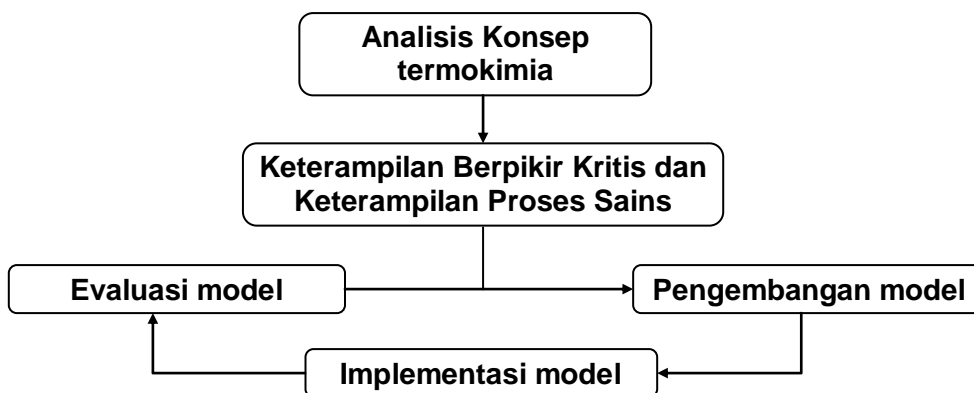 Analisis Konsep
termokimia
Keterampilan Berpikir Kritis dan
Keterampilan Proses Sains
Evaluasi model
Pengembangan model
Implementasi model